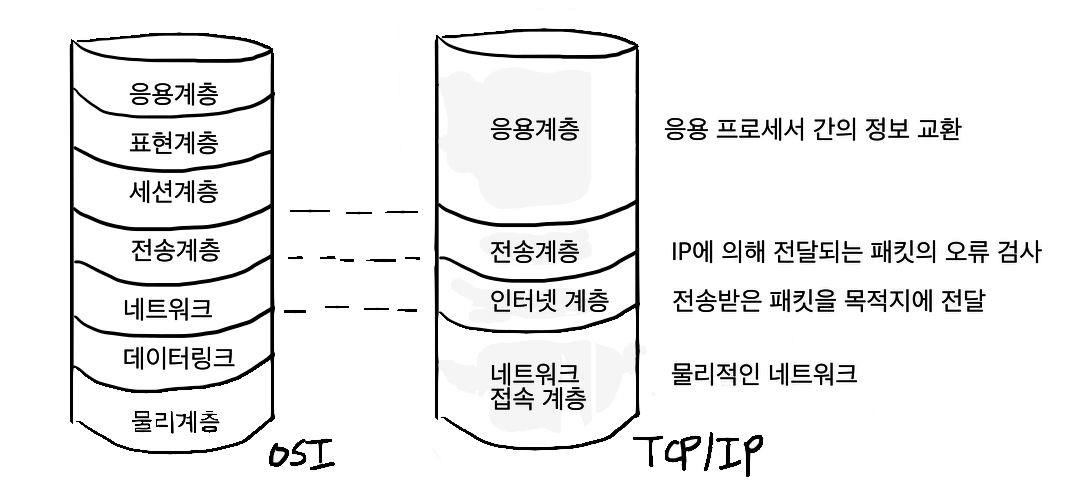 응용계층
표현계층
세션계층
전송계층
네트워크
데이터링크
물리계층
OSI
응용계층
응용 프로세서 간의 정보 교환
전송계층
IP에 의해 전달되는 패킷의 오류 검사
인터넷 계층
전송받은 패킷을 목적지에 전달
네트워크
접속 계층
물리적인 네트워크
TCP/IP